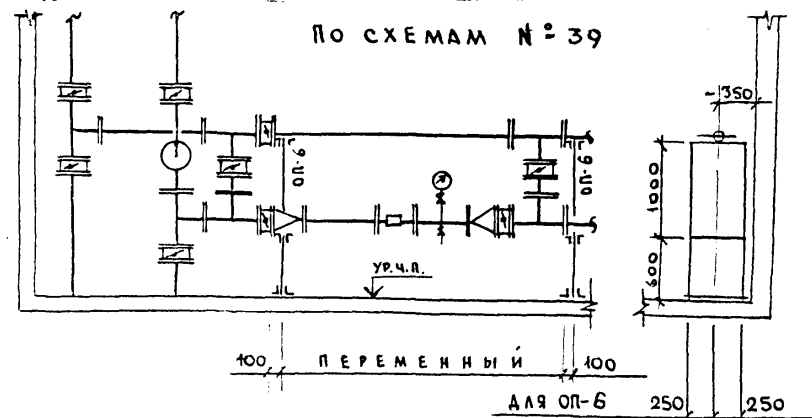 ПО СХЕМАМ № 39
350
ОП-6
ОП-6
1000
600
УР.Ч.П.
100 ПЕРЕМЕННЫЙ 100
ДЛЯ ОП-6 250 250